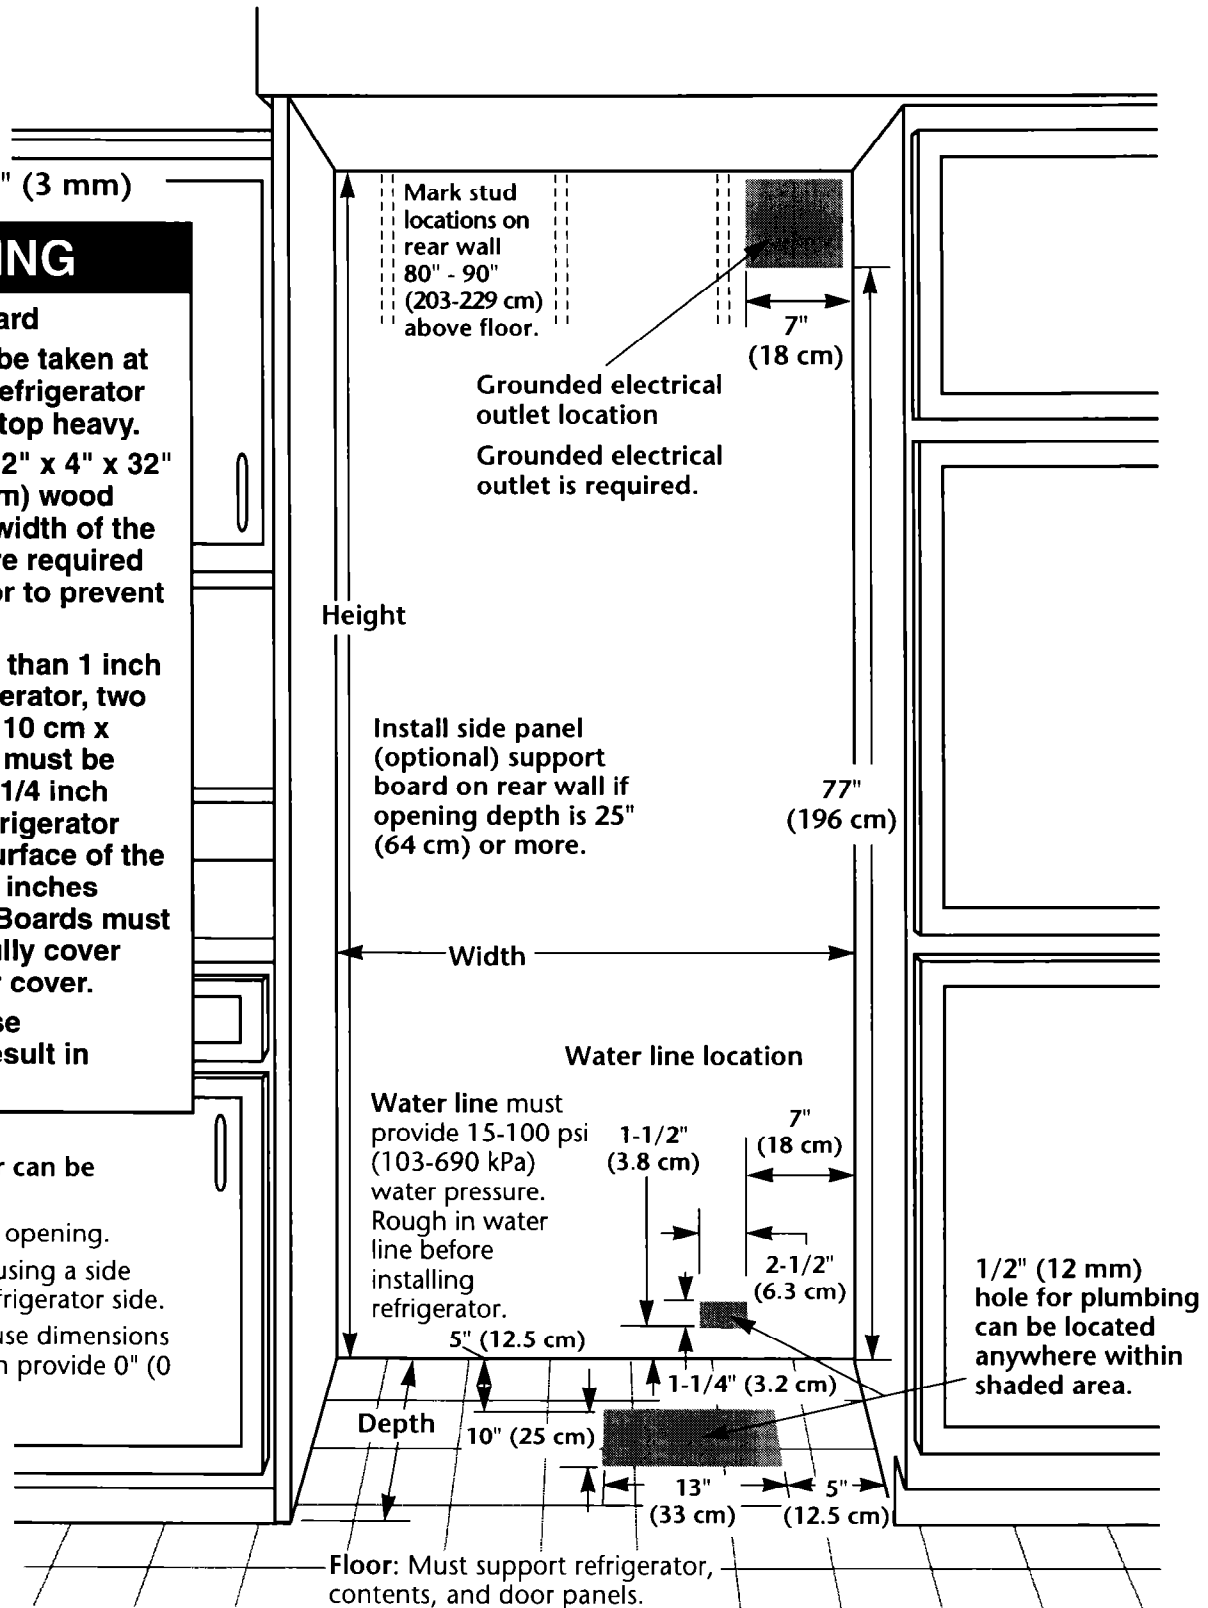 " (3 mm)
ING
ard
be taken at
efrigerator
top heavy.
2" x 4" x 32"
m) wood
width of the
re required
or to prevent
than 1 inch
erator, two
10 cm x
must be
1/4 inch
rigerator
urface of the
inches
Boards must
ully cover
r cover.
se
esult in
r can be
opening.
using a side
frigerator side.
use dimensions
n provide 0" (0
Mark stud
locations on
rear wall
80" - 90"
(203-229 cm)
above floor.
7"
(18 cm)
Grounded electrical
outlet location
Grounded electrical
outlet is required.
Height
Install side panel
(optional) support
board on rear wall if
opening depth is 25"
(64 cm) or more.
77"
(196 cm)
Width
Water line location
Water line must
provide 15-100 psi
(103-690 kPa)
water pressure.
Rough in water
line before
installing
refrigerator.
1-1/2"
(3.8 cm)
7"
(18 cm)
2-1/2"
(6.3 cm)
5" (12.5 cm)
1-1/4" (3.2 cm)
1/2" (12 mm)
hole for plumbing
can be located
anywhere within
shaded area.
Depth
10" (25 cm)
13"
(33 cm)
5"
(12.5 cm)
Floor: Must support refrigerator,
contents, and door panels.